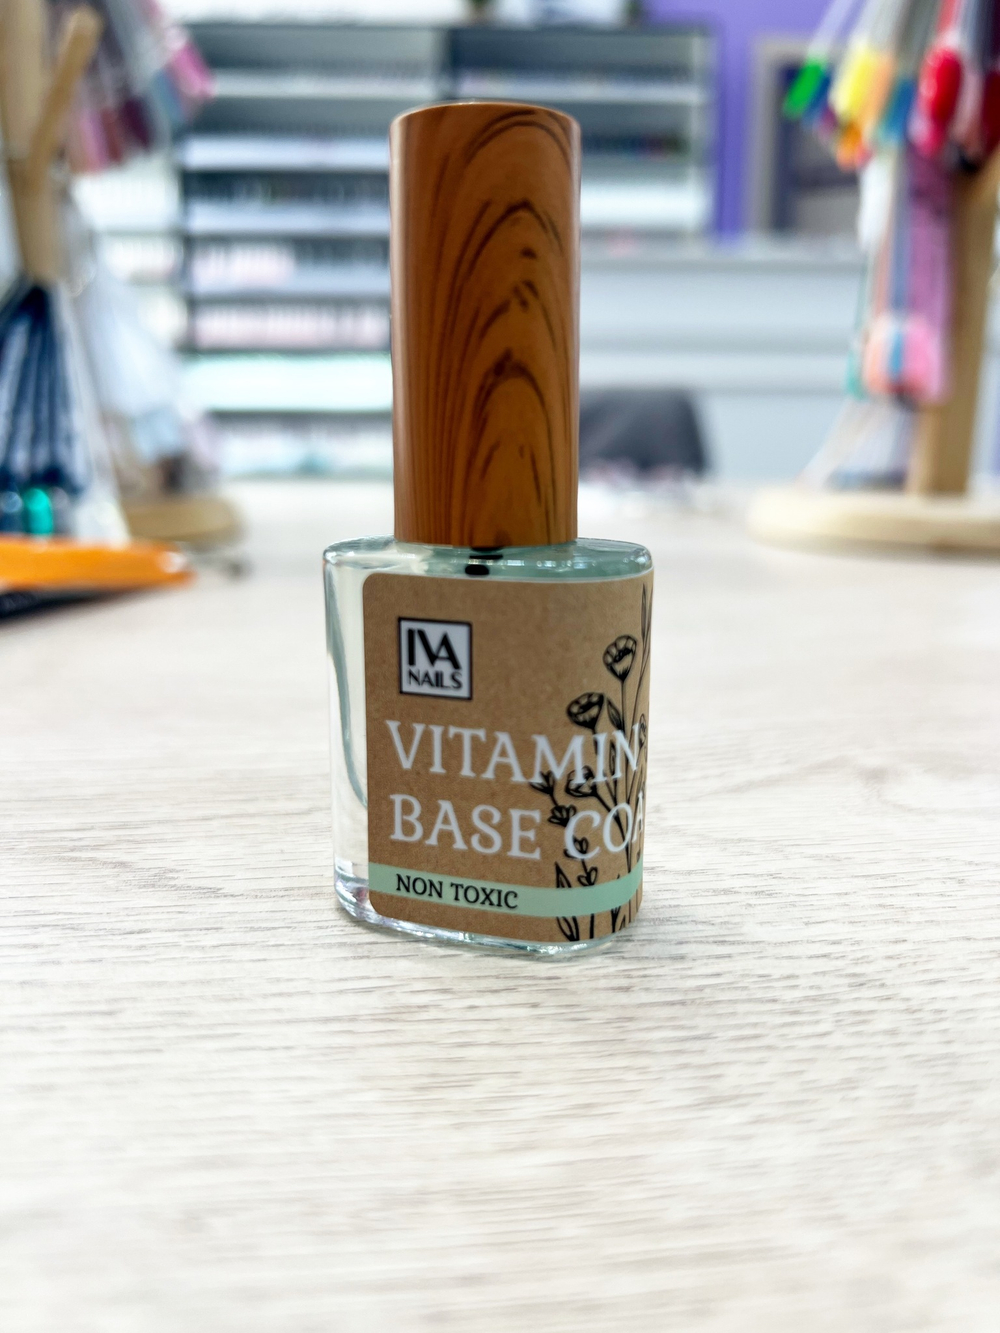 IVA
NAILS
VITAMIN
BASE COA
NON TOXIC